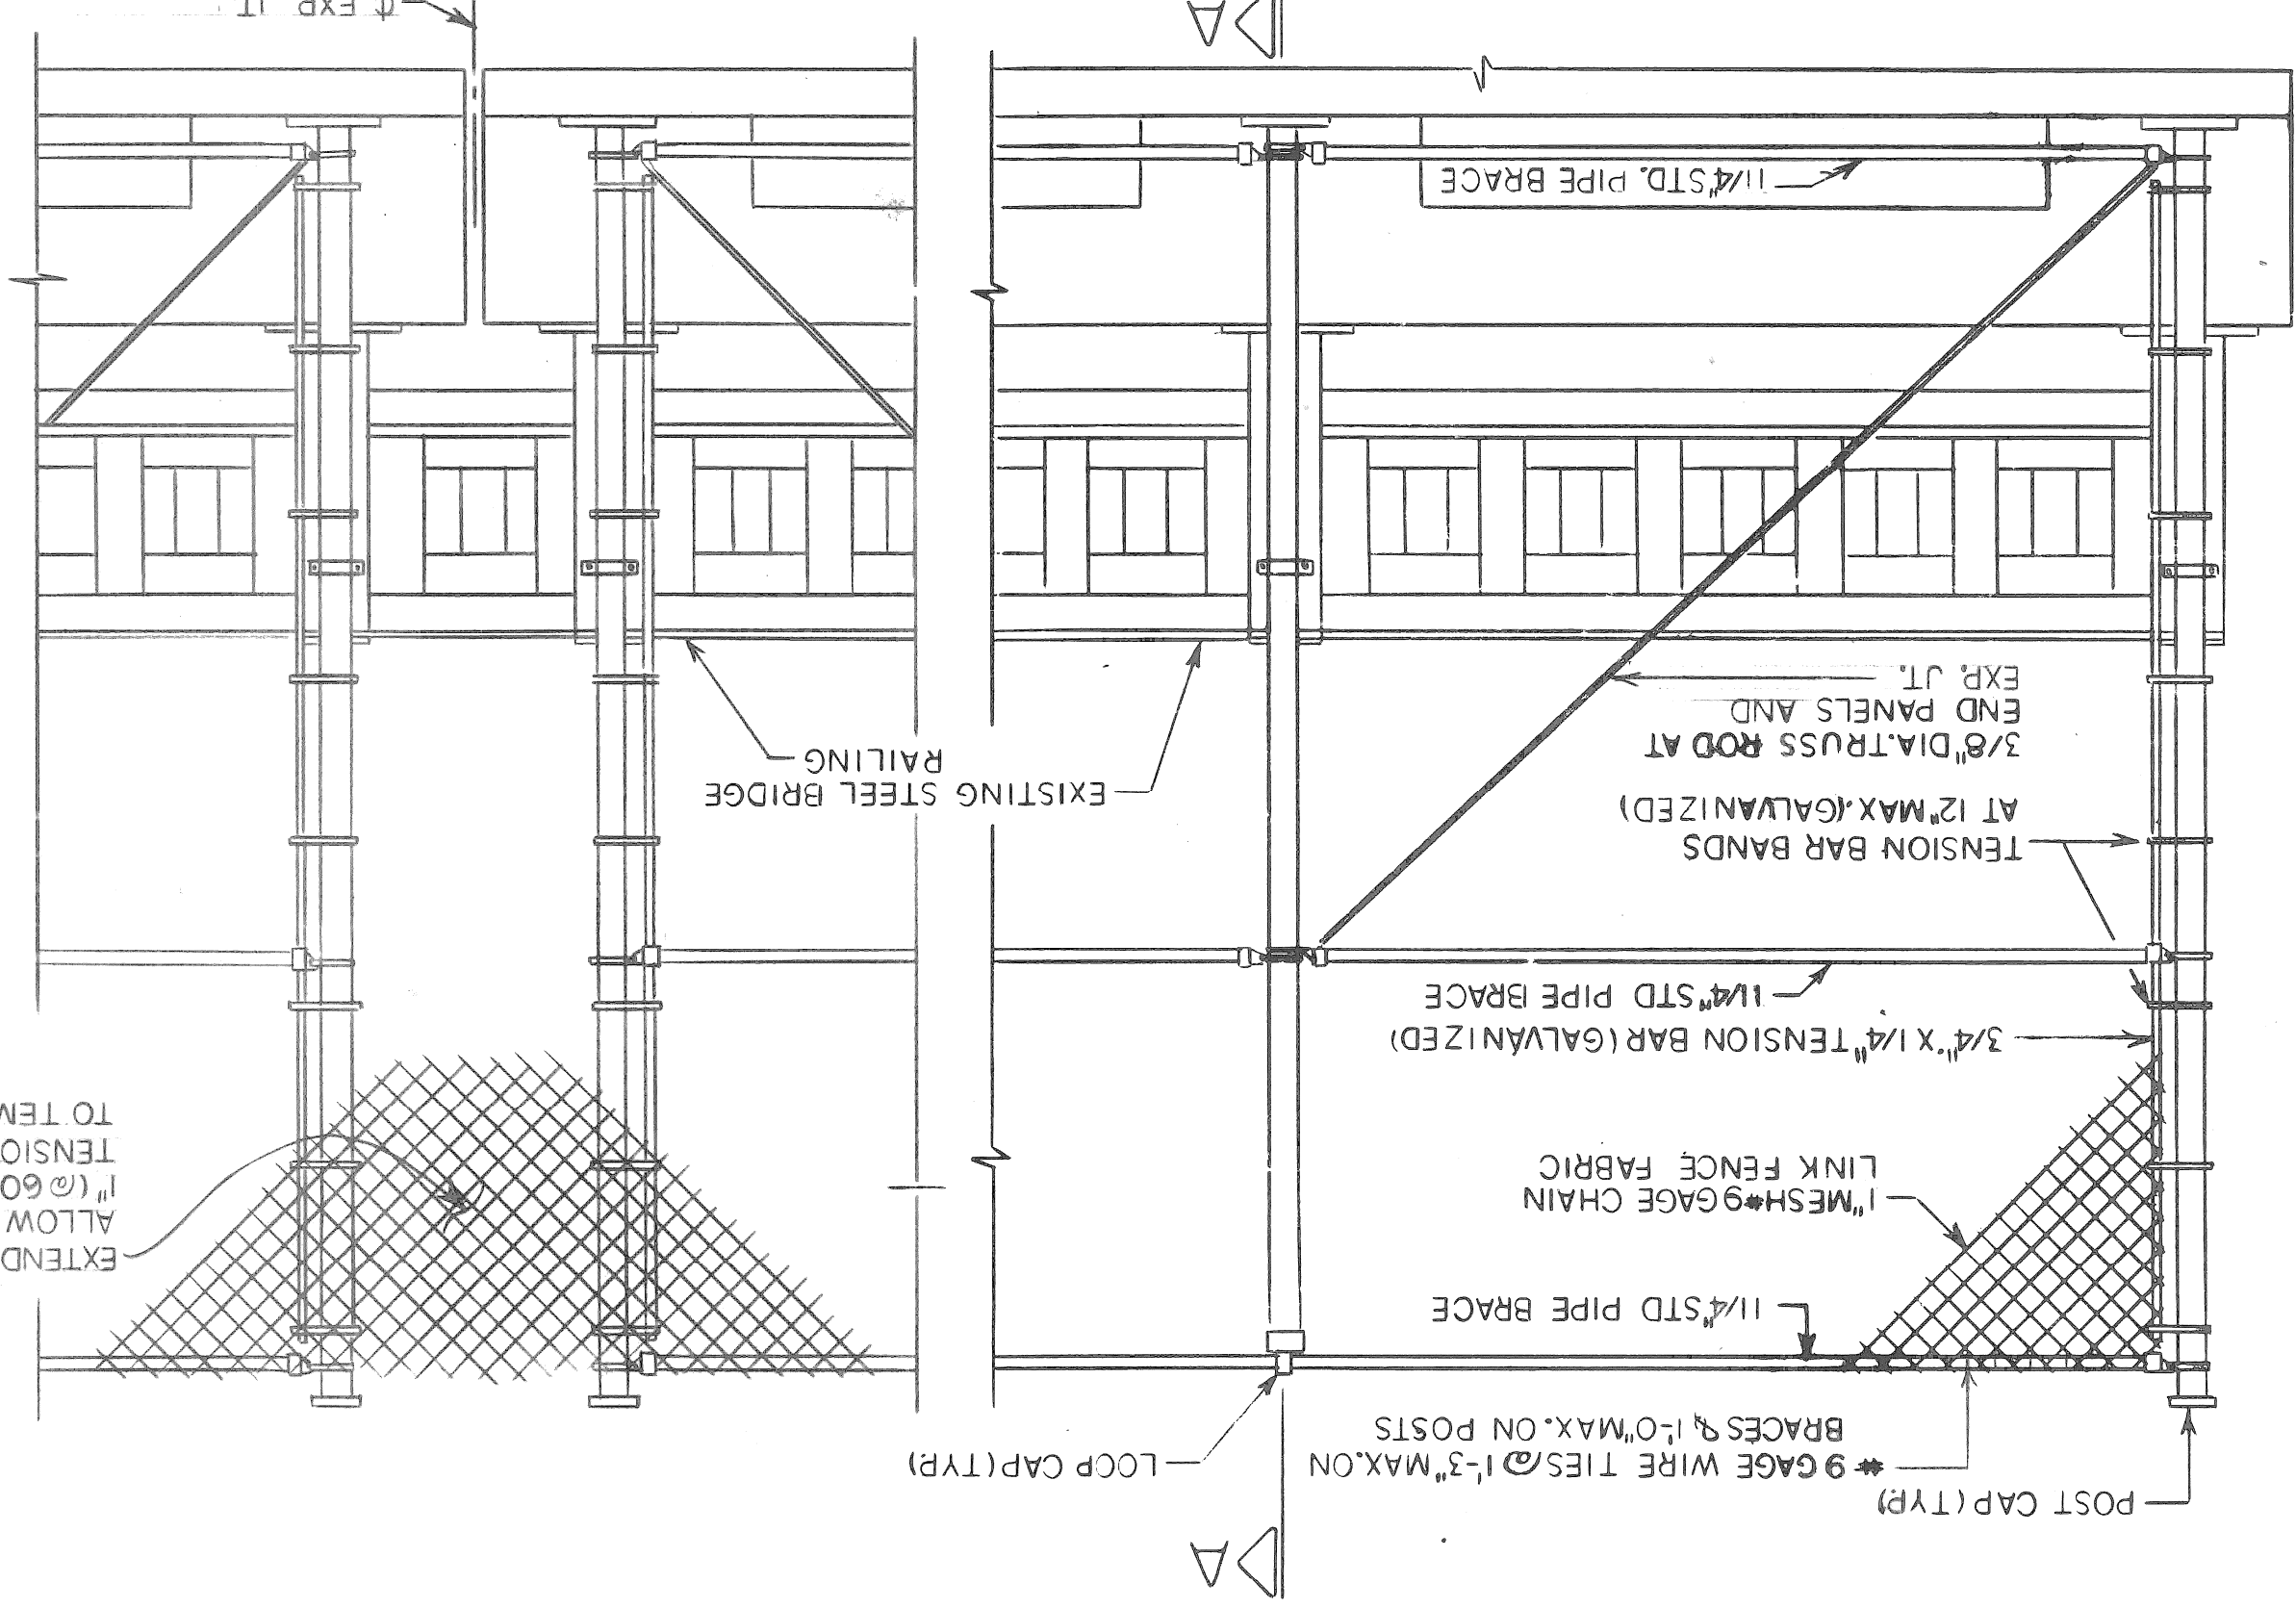 A
POST CAP (TYP.)
#9 GAGE WIRE TIES @ 1'-3" MAX. ON
BRACES & 1'-0" MAX. ON POSTS
LOOP CAP (TYP.)
1 1/4" STD PIPE BRACE
1" MESH #9 GAGE CHAIN
LINK FENCE FABRIC
EXTEND
ALLOW
1" (@ 60
TENSIO
TO TEM
3/4" X 1/4" TENSION BAR (GALVANIZED)
1 1/4" STD PIPE BRACE
TENSION BAR BANDS
AT 12" MAX. (GALVANIZED)
3/8" DIA. TRUSS ROD AT
END PANELS AND
EXP. JT.
EXISTING STEEL BRIDGE
RAILING
1 1/4" STD. PIPE BRACE
A
℄ EXP. JT.